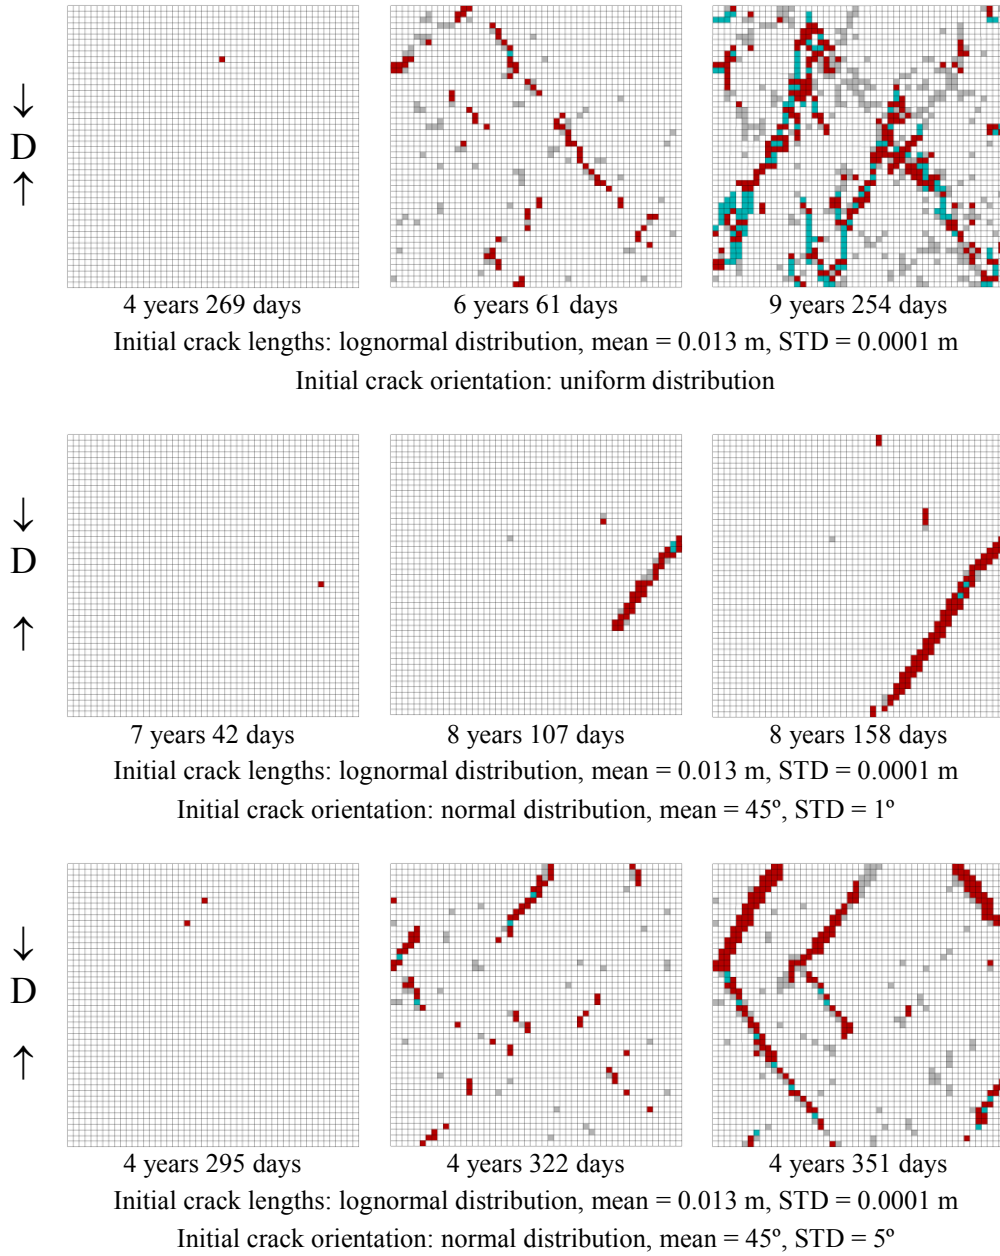 ↓
D
↑
4 years 269 days 6 years 61 days 9 years 254 days
Initial crack lengths: lognormal distribution, mean = 0.013 m, STD = 0.0001 m
Initial crack orientation: uniform distribution
↓
D
↑
7 years 42 days 8 years 107 days 8 years 158 days
Initial crack lengths: lognormal distribution, mean = 0.013 m, STD = 0.0001 m
Initial crack orientation: normal distribution, mean = 45º, STD = 1º
↓
D
↑
4 years 295 days 4 years 322 days 4 years 351 days
Initial crack lengths: lognormal distribution, mean = 0.013 m, STD = 0.0001 m
Initial crack orientation: normal distribution, mean = 45º, STD = 5º